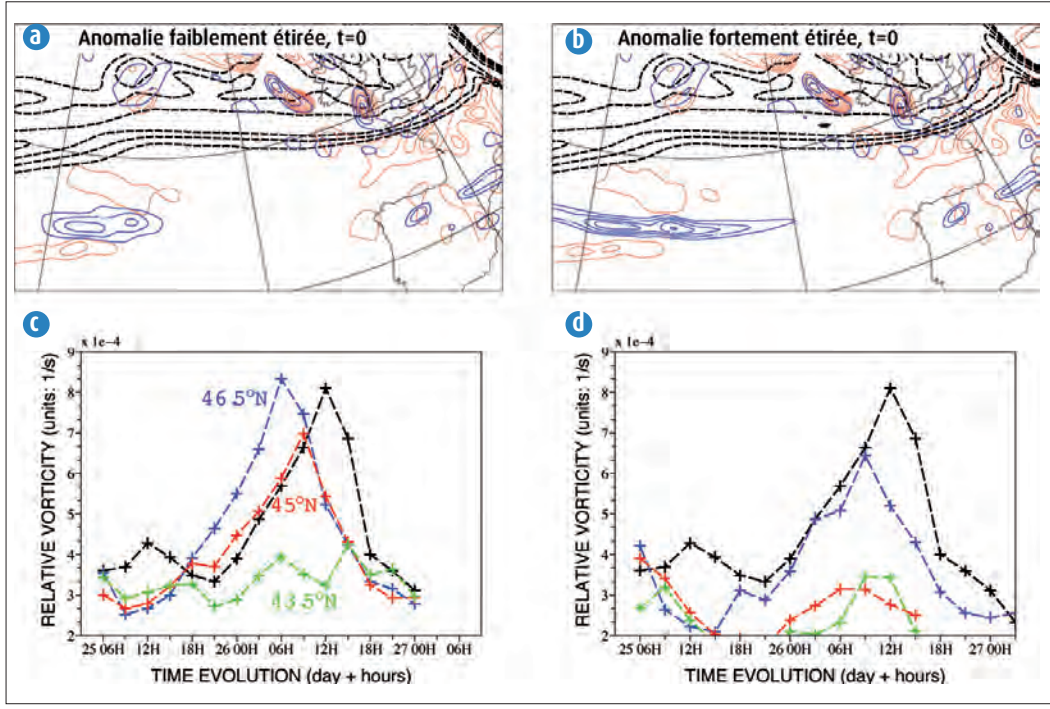 a Anomalie faiblement étirée, t=0
b Anomalie fortement étirée, t=0
c
x 1e−4
RELATIVE VORTICITY (units: 1/s)
9
8
7
6
5
4
3
2
46.5°N
45°N
43.5°N
25 06H 12H 18H 26 00H 06H 12H 18H 27 00H 06H
TIME EVOLUTION (day + hours)
d
x 1e−4
RELATIVE VORTICITY (units: 1/s)
9
8
7
6
5
4
3
2
25 06H 12H 18H 26 00H 06H 12H 18H 27 00H
TIME EVOLUTION (day + hours)